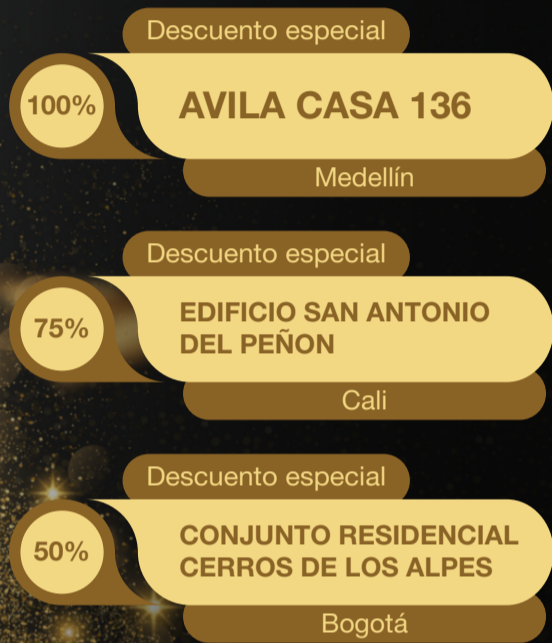 Descuento especial
100%
AVILA CASA 136
Medellín
Descuento especial
75%
EDIFICIO SAN ANTONIO
DEL PEÑON
Cali
Descuento especial
50%
CONJUNTO RESIDENCIAL
CERROS DE LOS ALPES
Bogotá